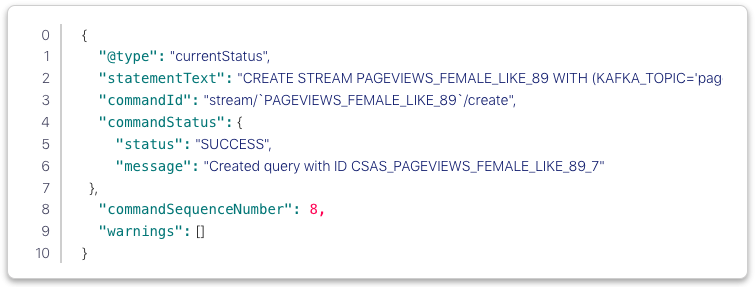 0 {
1 "@type": "currentStatus",
2 "statementText": "CREATE STREAM PAGEVIEWS_FEMALE_LIKE_89 WITH (KAFKA_TOPIC='pag
3 "commandId": "stream/`PAGEVIEWS_FEMALE_LIKE_89`/create",
4 "commandStatus": {
5 "status": "SUCCESS",
6 "message": "Created query with ID CSAS_PAGEVIEWS_FEMALE_LIKE_89_7"
7 },
8 "commandSequenceNumber": 8,
9 "warnings": []
10 }